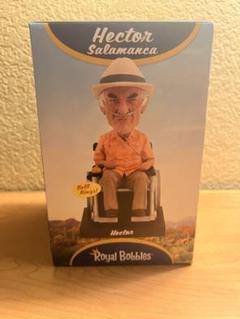 Hector
Salamanca
Bell
Rings!
Hector
Royal Bobbles